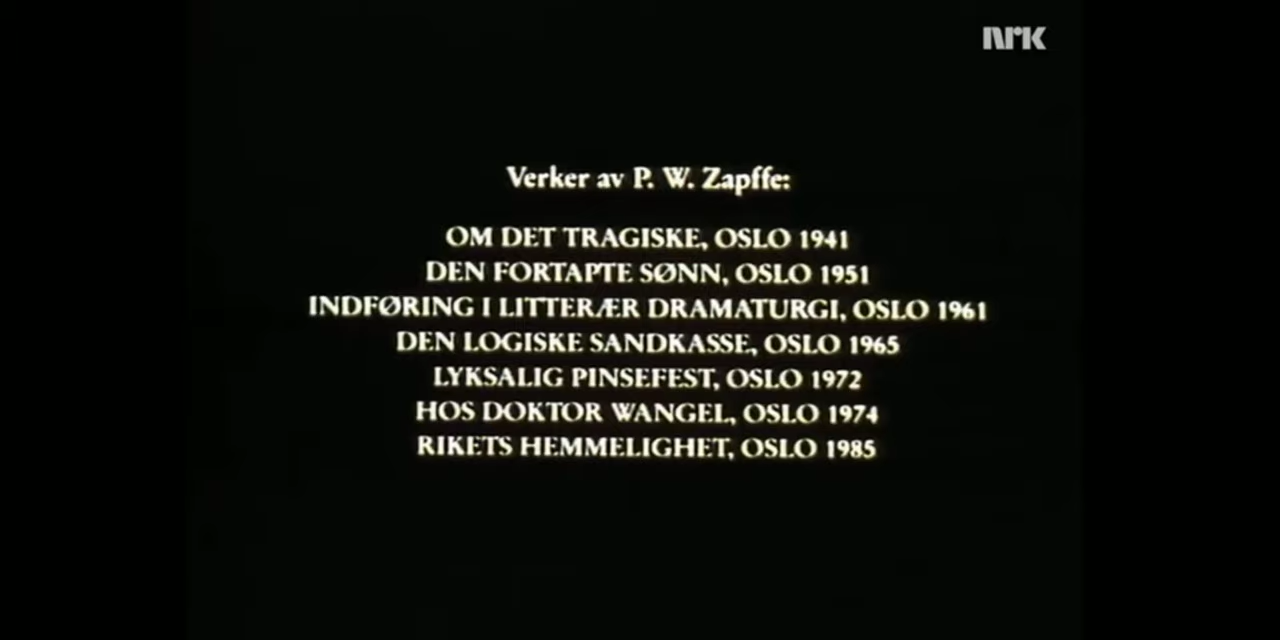 NRK
Verker av P. W. Zapffe:
OM DET TRAGISKE, OSLO 1941
DEN FORTAPTE SØNN, OSLO 1951
INDFØRING I LITTERÆR DRAMATURGI, OSLO 1961
DEN LOGISKE SANDKASSE, OSLO 1965
LYKSALIG PINSEFEST, OSLO 1972
HOS DOKTOR WANGEL, OSLO 1974
RIKETS HEMMELIGHET, OSLO 1985